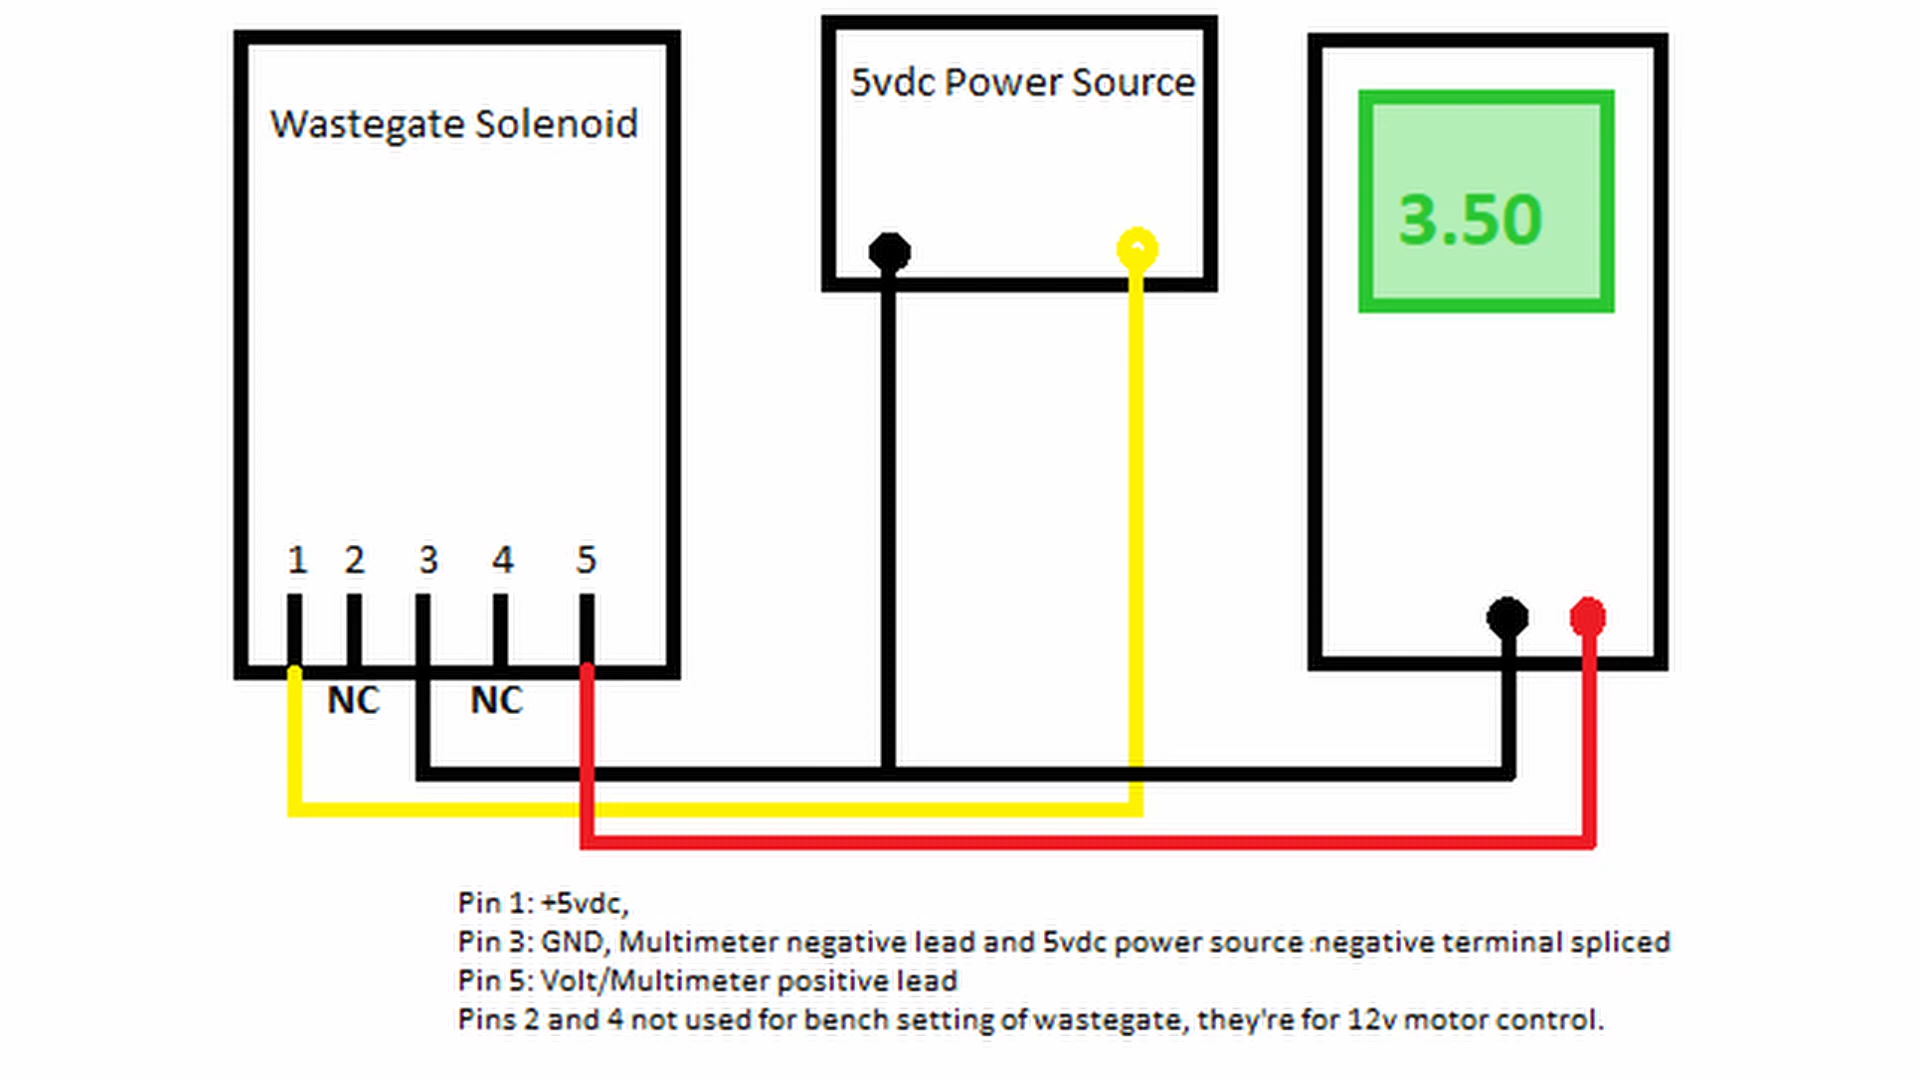 Wastegate Solenoid
5vdc Power Source
3.50
1 2 3 4 5
NC NC
Pin 1: +5vdc,
Pin 3: GND, Multimeter negative lead and 5vdc power source negative terminal spliced
Pin 5: Volt/Multimeter positive lead
Pins 2 and 4 not used for bench setting of wastegate, they're for 12v motor control.